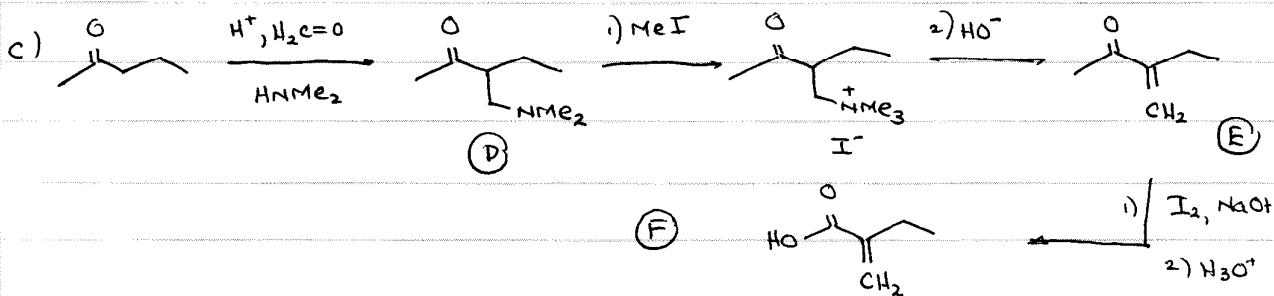 c)
O
H⁺, H₂C=O
HNMe₂
O
NMe₂
D
1) MeI
O
+
NMe₃
I⁻
2) HO⁻
O
CH₂
E
1) I₂, NaOH
2) H₃O⁺
F
O
HO
CH₂